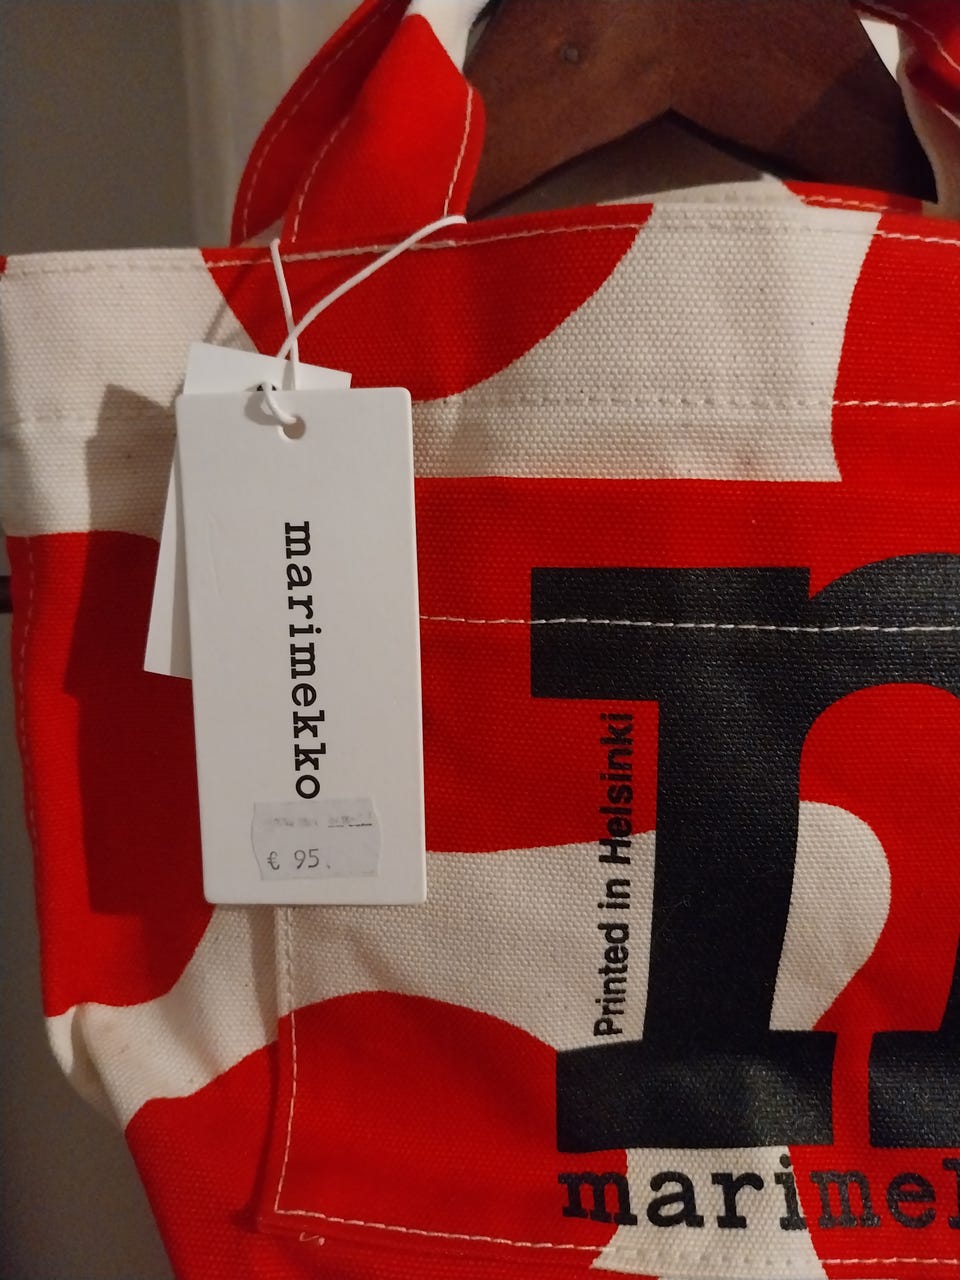 marimekko
€ 95.
Printed in Helsinki
m
marimek